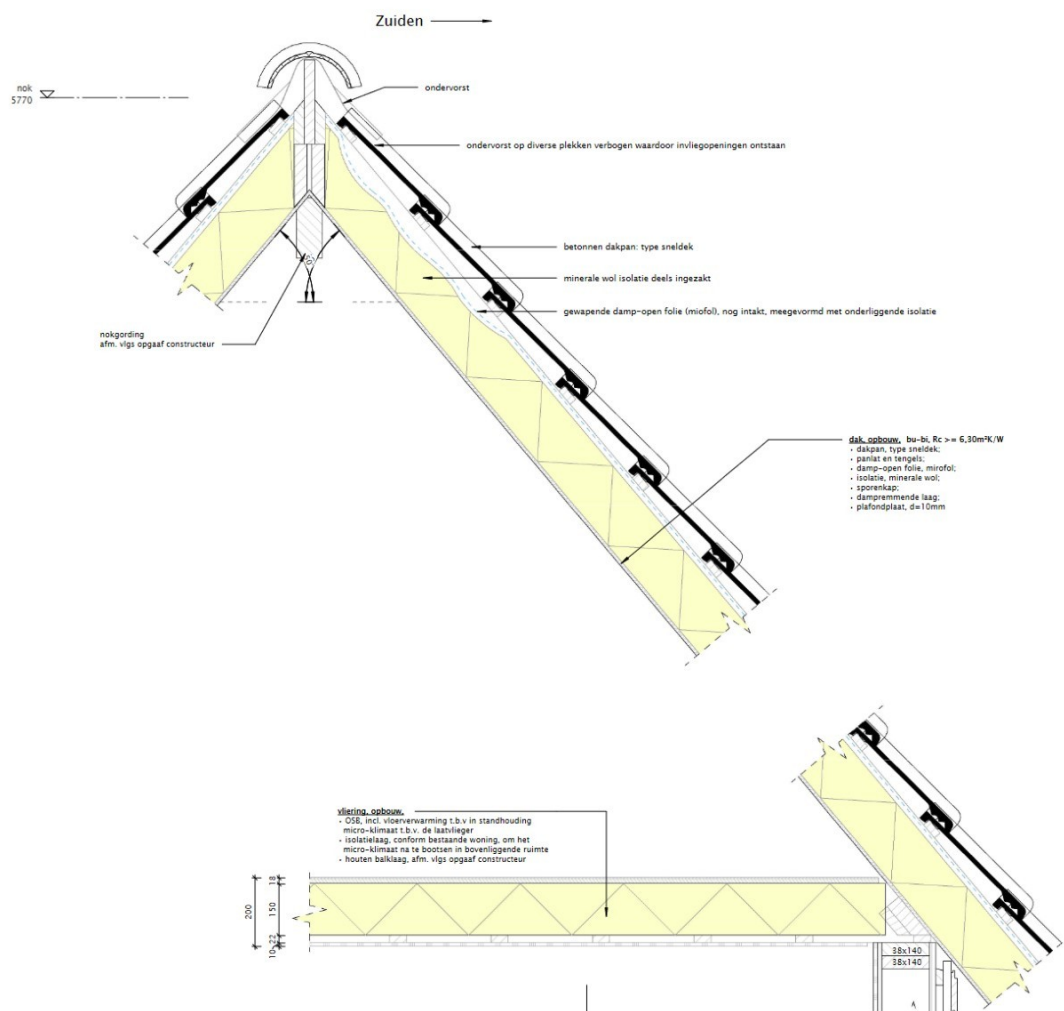 Zuiden
nok
5770
ondervorst
ondervorst op diverse plekken verbogen waardoor invliegopeningen ontstaan
betonnen dakpan: type sneldek
minerale wol isolatie deels ingezakt
gewapende damp-open folie (miofol), nog intakt, meegevormd met onderliggende isolatie
nokgording
afm. vlgs opgaaf constructeur
dak, opbouw, bu-bi, Rc >= 6,30m²K/W
• dakpan, type sneldek;
• panlat en tengels;
• damp-open folie, mirofol;
• isolatie, minerale wol;
• sporenkap;
• dampremmende laag;
• plafondplaat, d=10mm
vliering, opbouw,
• OSB, incl. vloerverwarming t.b.v in standhouding
micro-klimaat t.b.v. de laatvlieger
• isolatielaag, conform bestaande woning, om het
micro-klimaat na te bootsen in bovenliggende ruimte
• houten balklaag, afm. vlgs opgaaf constructeur
18
150
200
22
10
38x140
38x140